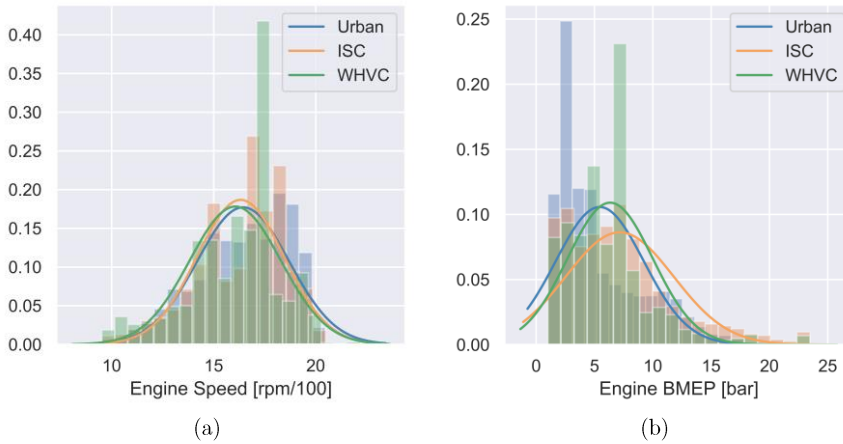 0.40
0.35
0.30
0.25
0.20
0.15
0.10
0.05
0.00
10
15
20
Engine Speed [rpm/100]
Urban
ISC
WHVC
(a)
0.25
0.20
0.15
0.10
0.05
0.00
0
5
10
15
20
25
Engine BMEP [bar]
Urban
ISC
WHVC
(b)